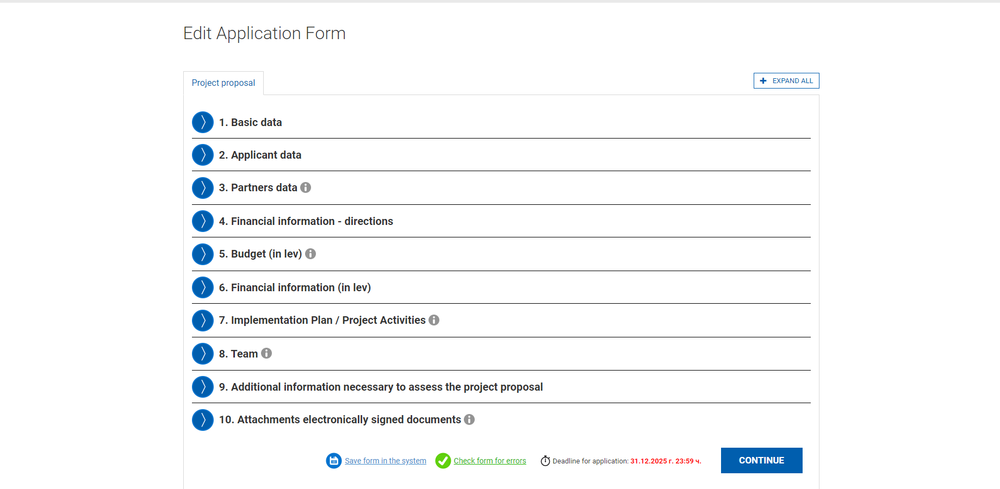 Edit Application Form
Project proposal
EXPAND ALL
1. Basic data
2. Applicant data
3. Partners data
4. Financial information - directions
5. Budget (in lev)
6. Financial information (in lev)
7. Implementation Plan / Project Activities
8. Team
9. Additional information necessary to assess the project proposal
10. Attachments electronically signed documents
Save form in the system Check form for errors Deadline for application: 31.12.2025 г. 23:59 ч. CONTINUE